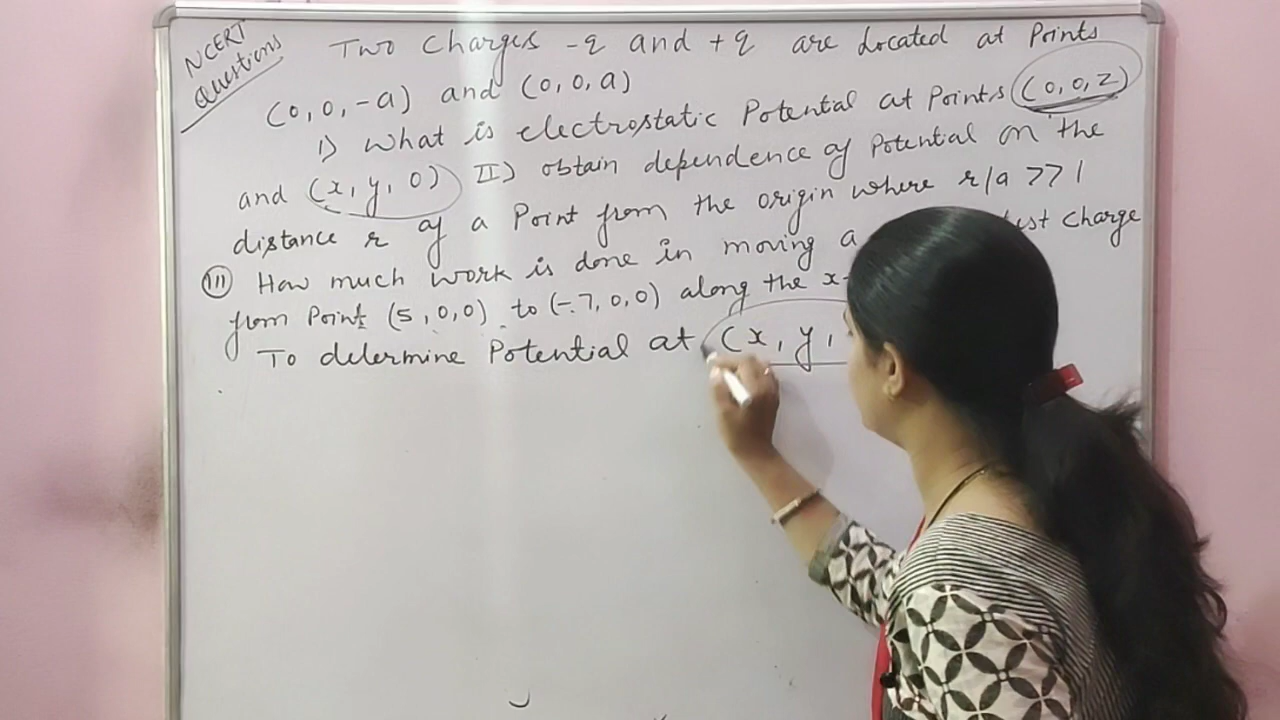 NCERT
Questions
Two Charges -q and +q are Located at Points
(0, 0, -a) and (0, 0, a)
1) What is electrostatic Potential at Points (0, 0, z)
and (x, y, 0) II) obtain dependence of Potential on the
distance r of a Point from the origin where r/a >> 1
III How much work is done in moving a charge
from Point (5, 0, 0) to (-7, 0, 0) along the x-
To determine Potential at (x, y,